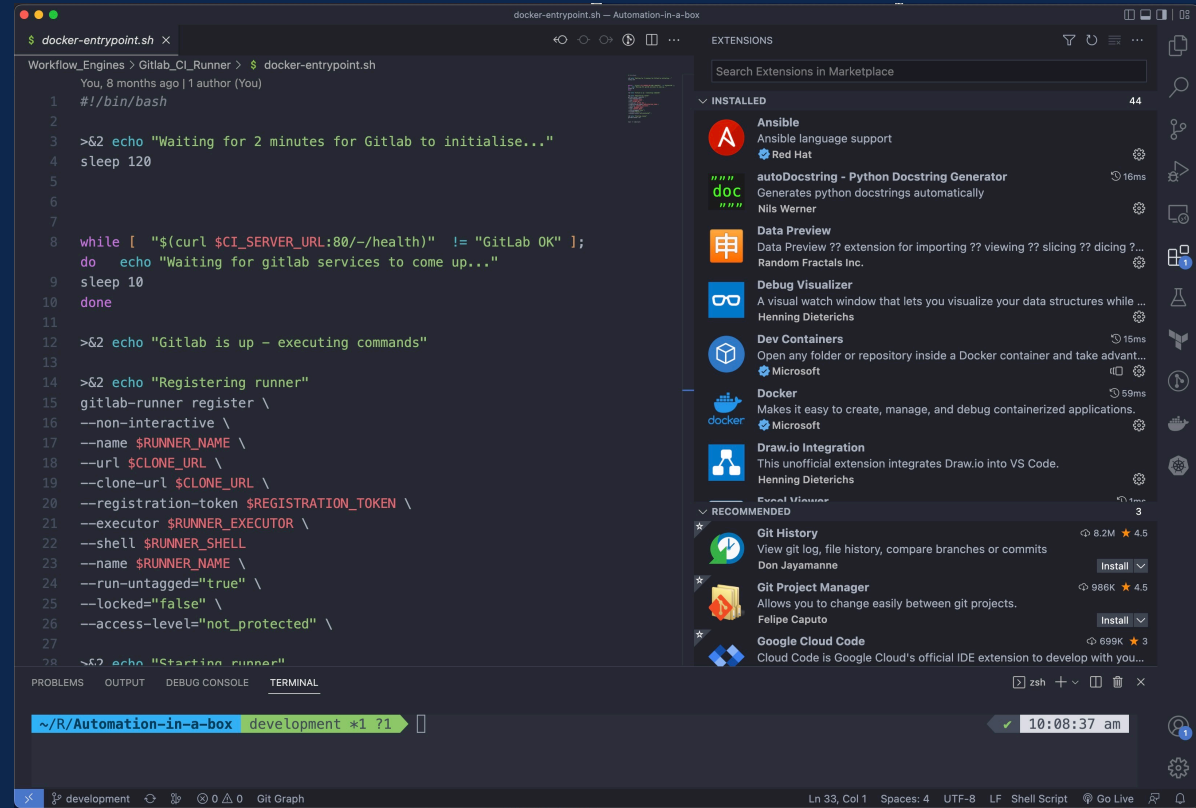 docker-entrypoint.sh — Automation-in-a-box
$ docker-entrypoint.sh ×
Workflow_Engines > Gitlab_CI_Runner > $ docker-entrypoint.sh
You, 8 months ago | 1 author (You)
1 #!/bin/bash
2
3 >&2 echo "Waiting for 2 minutes for Gitlab to initialise..."
4 sleep 120
5
6
7
8 while [  "$(curl $CI_SERVER_URL:80/-/health)"  != "GitLab OK" ];
do   echo "Waiting for gitlab services to come up..."
9 sleep 10
10 done
11
12 >&2 echo "Gitlab is up - executing commands"
13
14 >&2 echo "Registering runner"
15 gitlab-runner register \
16 --non-interactive \
17 --name $RUNNER_NAME \
18 --url $CLONE_URL \
19 --clone-url $CLONE_URL \
20 --registration-token $REGISTRATION_TOKEN \
21 --executor $RUNNER_EXECUTOR \
22 --shell $RUNNER_SHELL
23 --name $RUNNER_NAME \
24 --run-untagged="true" \
25 --locked="false" \
26 --access-level="not_protected" \
27
28 >&2 echo "Starting runner"
EXTENSIONS
Search Extensions in Marketplace
INSTALLED 44
Ansible
Ansible language support
Red Hat
autoDocstring - Python Docstring Generator 16ms
""" doc """
Generates python docstrings automatically
Nils Werner
Data Preview
Data Preview ?? extension for importing ?? viewing ?? slicing ?? dicing ?...
Random Fractals Inc.
Debug Visualizer
A visual watch window that lets you visualize your data structures while ...
Henning Dieterichs
Dev Containers 15ms
Open any folder or repository inside a Docker container and take advant...
Microsoft
Docker 59ms
docker
Makes it easy to create, manage, and debug containerized applications.
Microsoft
Draw.io Integration
This unofficial extension integrates Draw.io into VS Code.
Henning Dieterichs
Excel Viewer 1ms
RECOMMENDED 3
Git History 8.2M ★ 4.5
View git log, file history, compare branches or commits
Don Jayamanne Install
Git Project Manager 986K ★ 4.5
Allows you to change easily between git projects.
Felipe Caputo Install
Google Cloud Code 699K ★ 3
Cloud Code is Google Cloud's official IDE extension to develop with you...
1
1
PROBLEMS OUTPUT DEBUG CONSOLE TERMINAL zsh
~/R/Automation-in-a-box development *1 ?1 ✔ 10:08:37 am
development 0 0 Git Graph Ln 33, Col 1 Spaces: 4 UTF-8 LF Shell Script Go Live